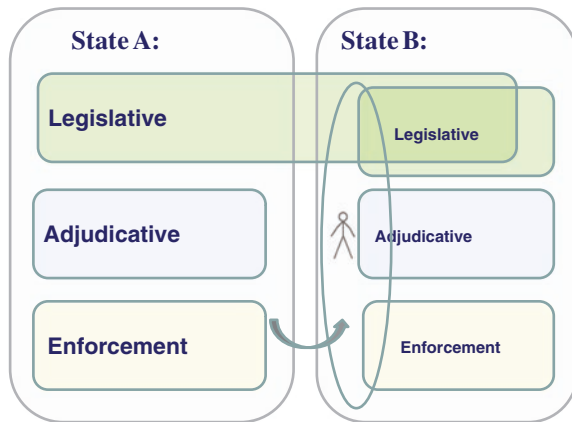 State A:
State B:
Legislative
Legislative
Adjudicative
Adjudicative
Enforcement
Enforcement